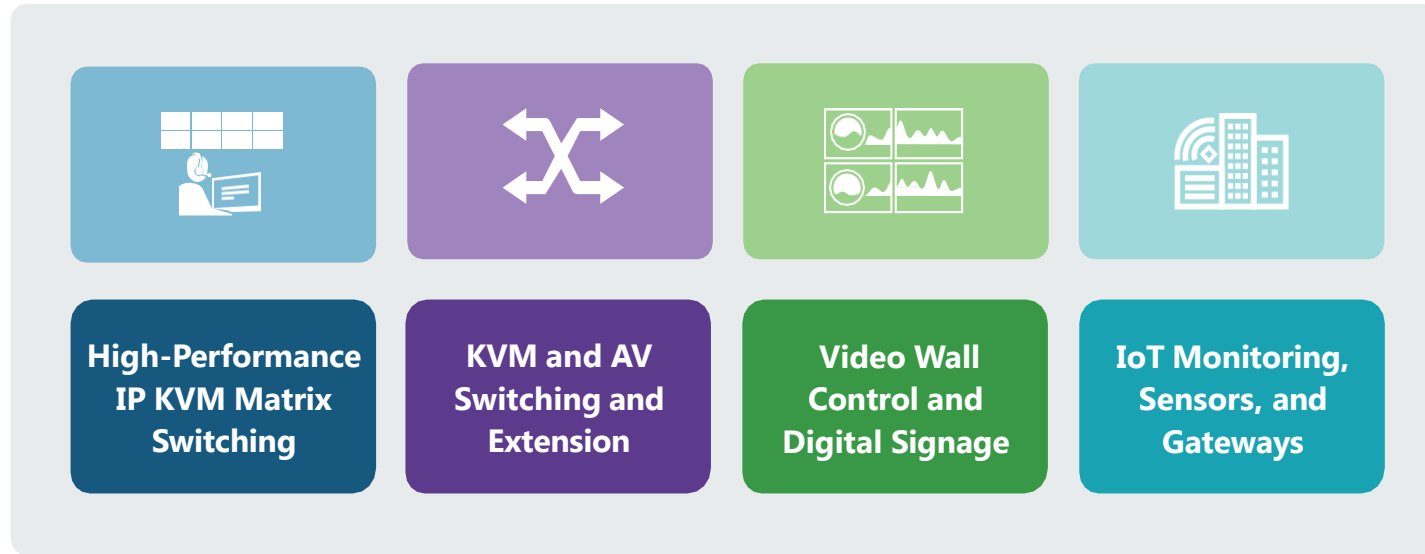 High-Performance
IP KVM Matrix
Switching
KVM and AV
Switching and
Extension
Video Wall
Control and
Digital Signage
IoT Monitoring,
Sensors, and
Gateways